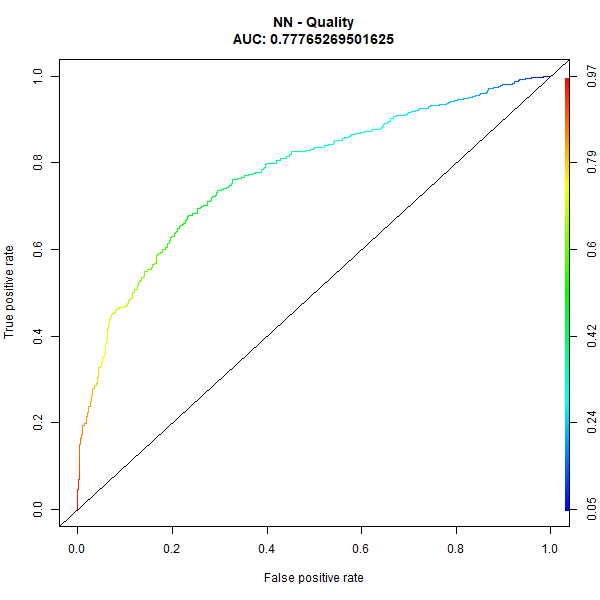 NN - Quality
AUC: 0.77765269501625
True positive rate
1.0
0.8
0.6
0.4
0.2
0.0
0.0 0.2 0.4 0.6 0.8 1.0
False positive rate
0.97
0.79
0.6
0.42
0.24
0.05